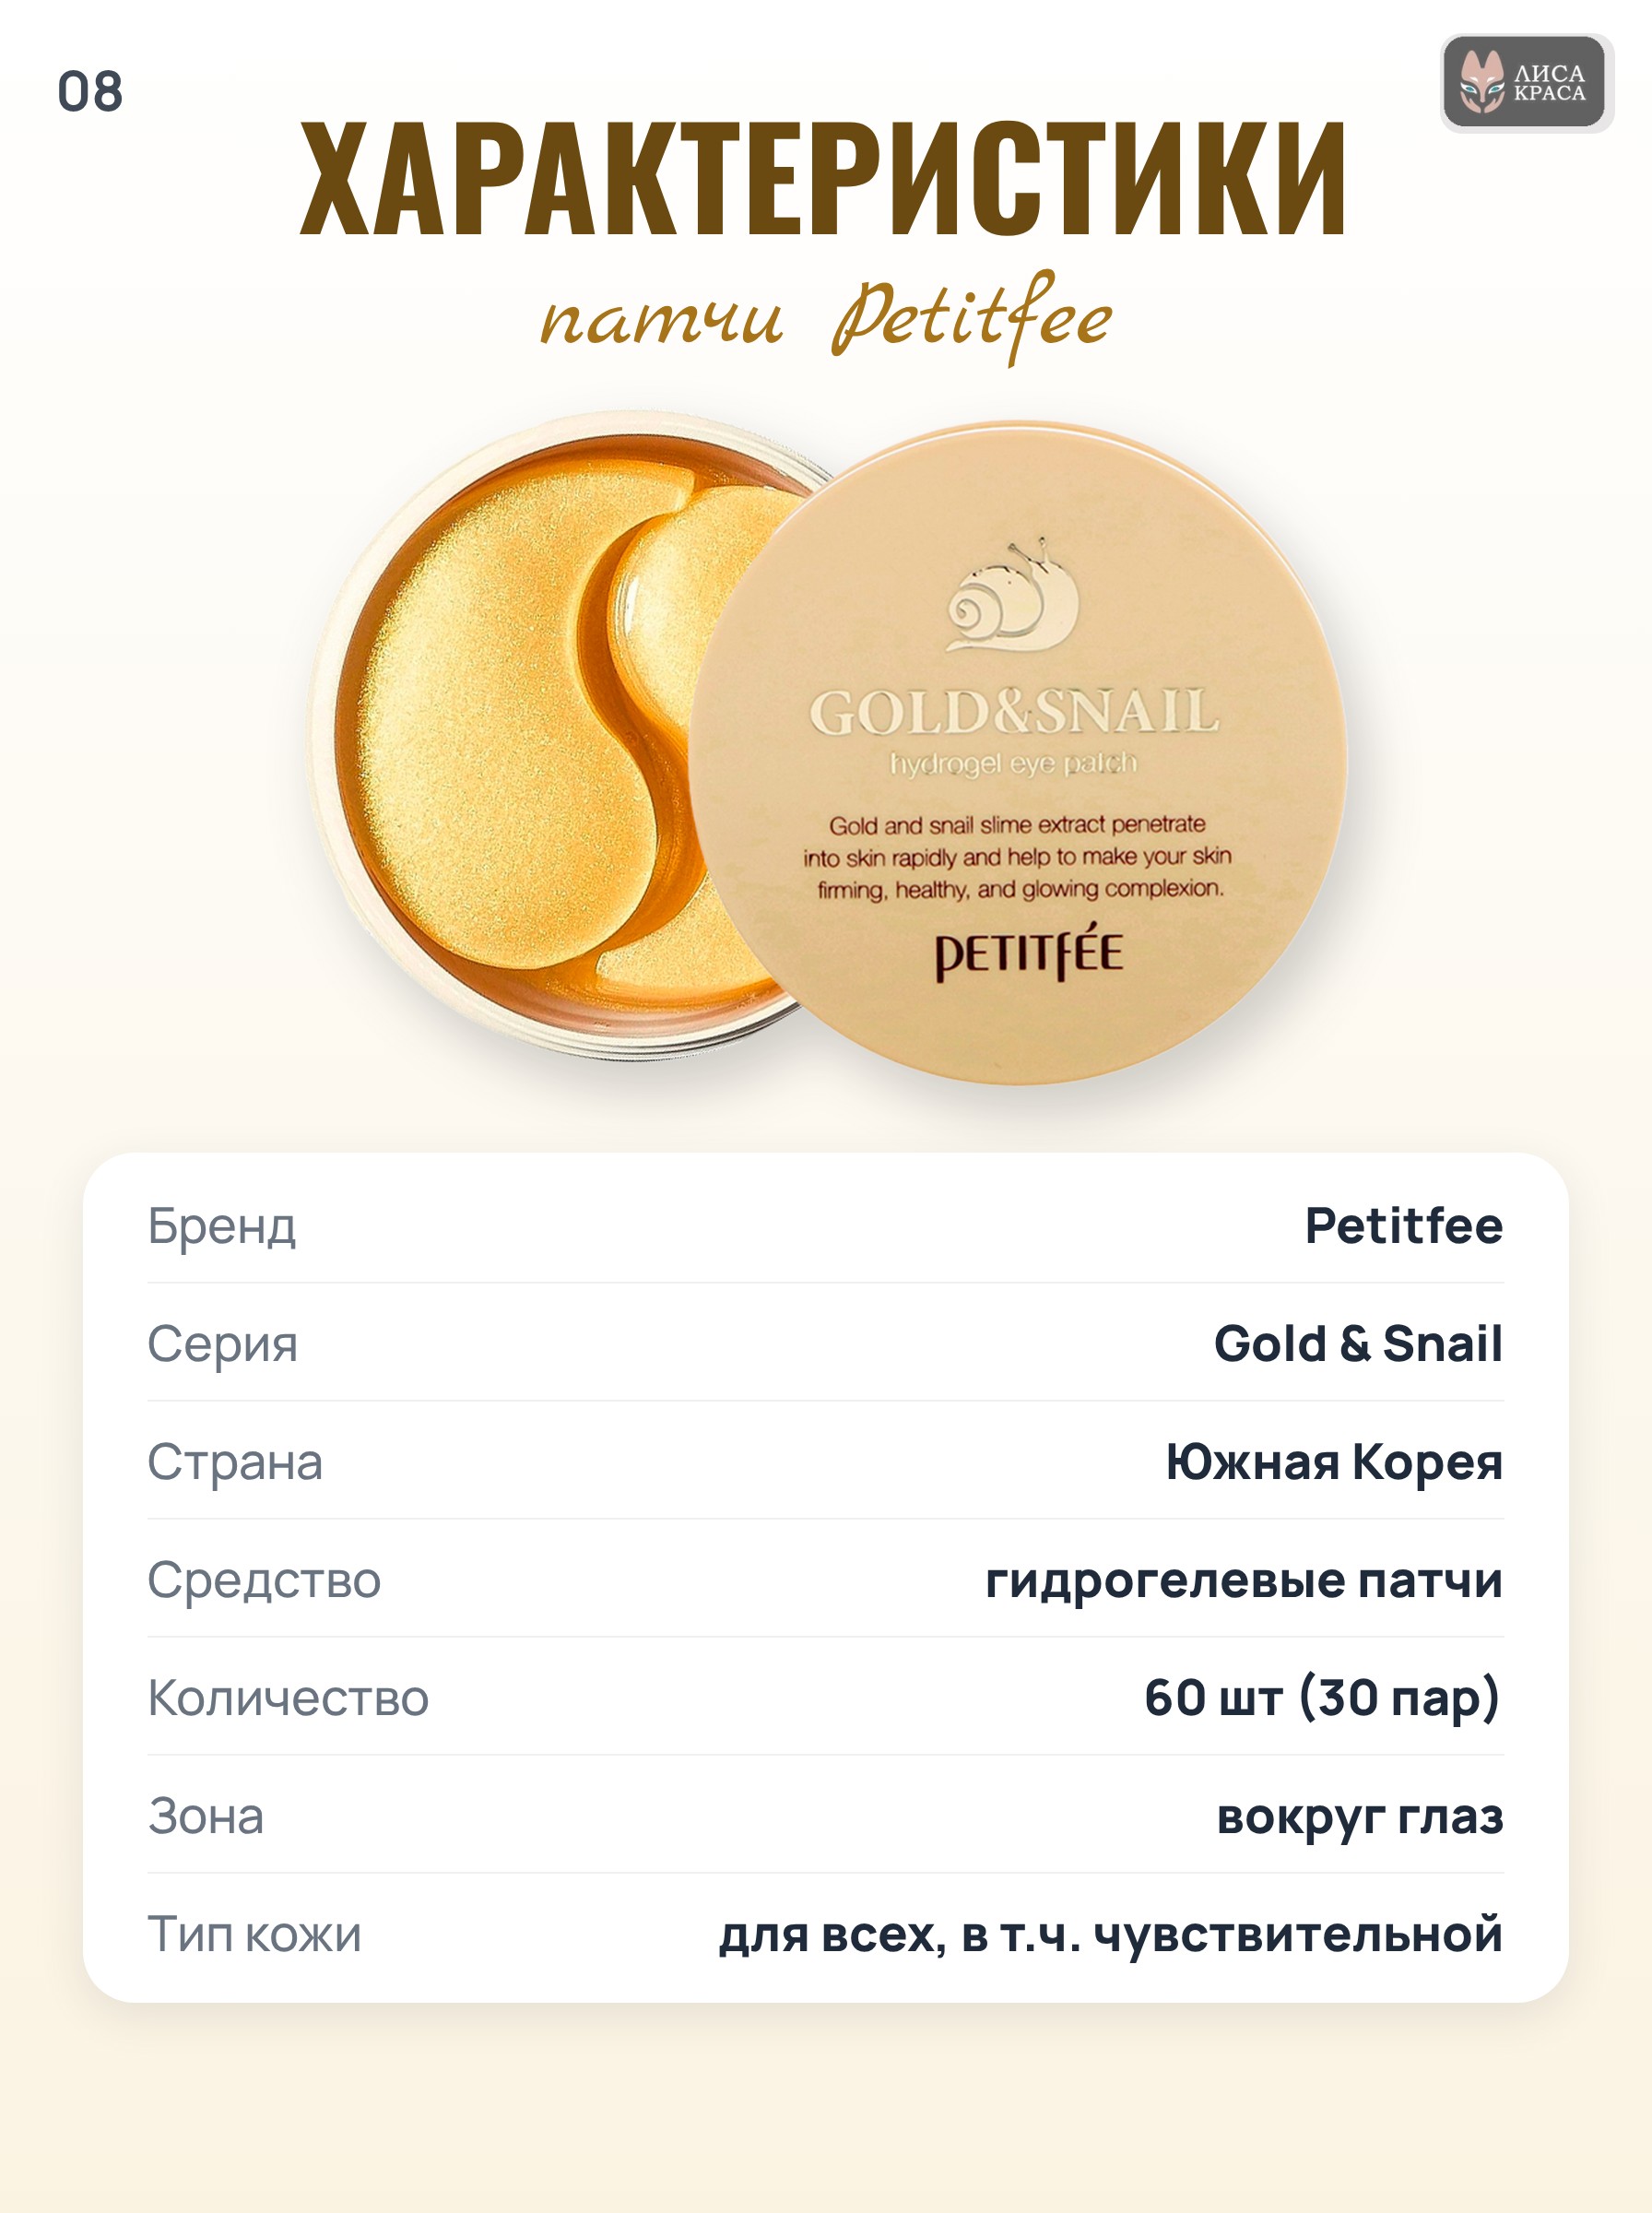 08
ЛИСА
КРАСА
ХАРАКТЕРИСТИКИ
патчи Petitfee
GOLD&SNAIL
hydrogel eye patch
Gold and snail slime extract penetrate
into skin rapidly and help to make your skin
firming, healthy, and glowing complexion.
PETITFÉE
Бренд Petitfee
Серия Gold & Snail
Страна Южная Корея
Средство гидрогелевые патчи
Количество 60 шт (30 пар)
Зона вокруг глаз
Тип кожи для всех, в т.ч. чувствительной